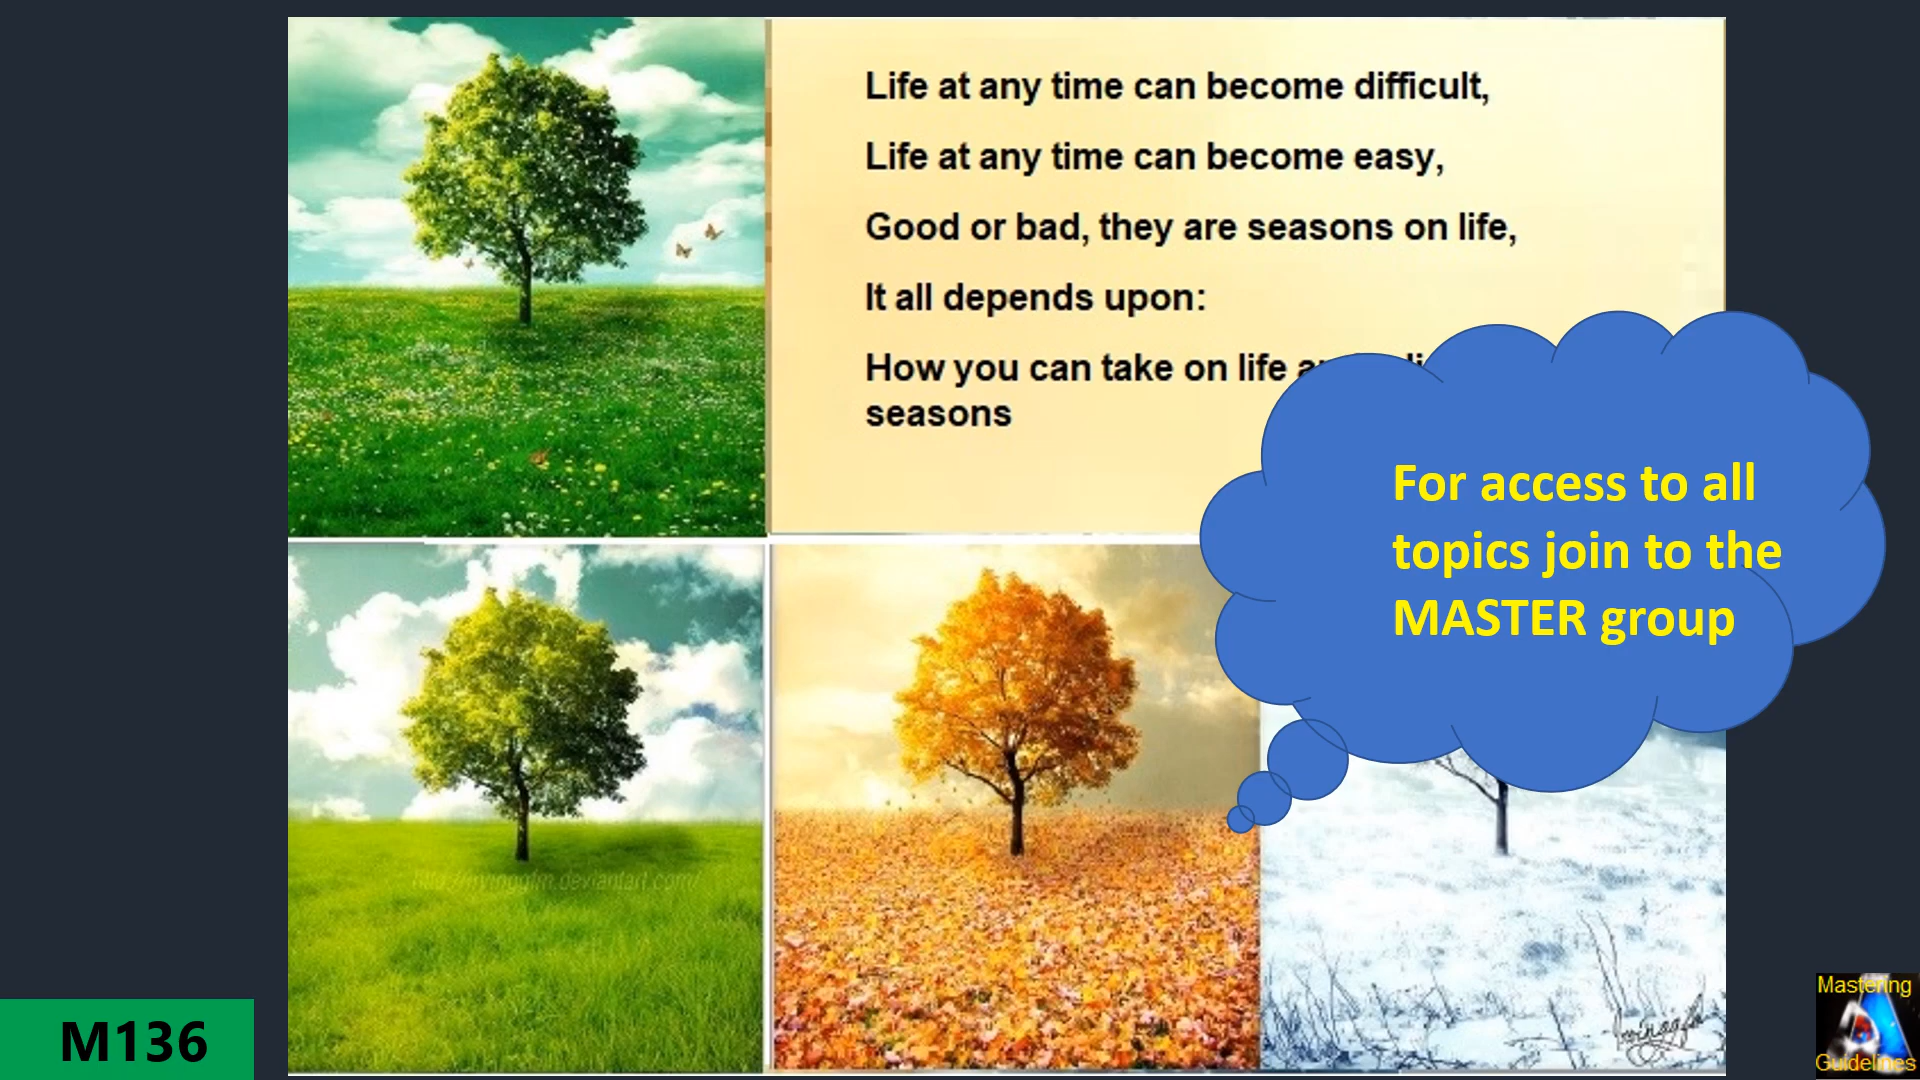 Life at any time can become difficult,
Life at any time can become easy,
Good or bad, they are seasons on life,
It all depends upon:
How you can take on life
seasons
For access to all
topics join to the
MASTER group
M136
Mastering
Guidelines